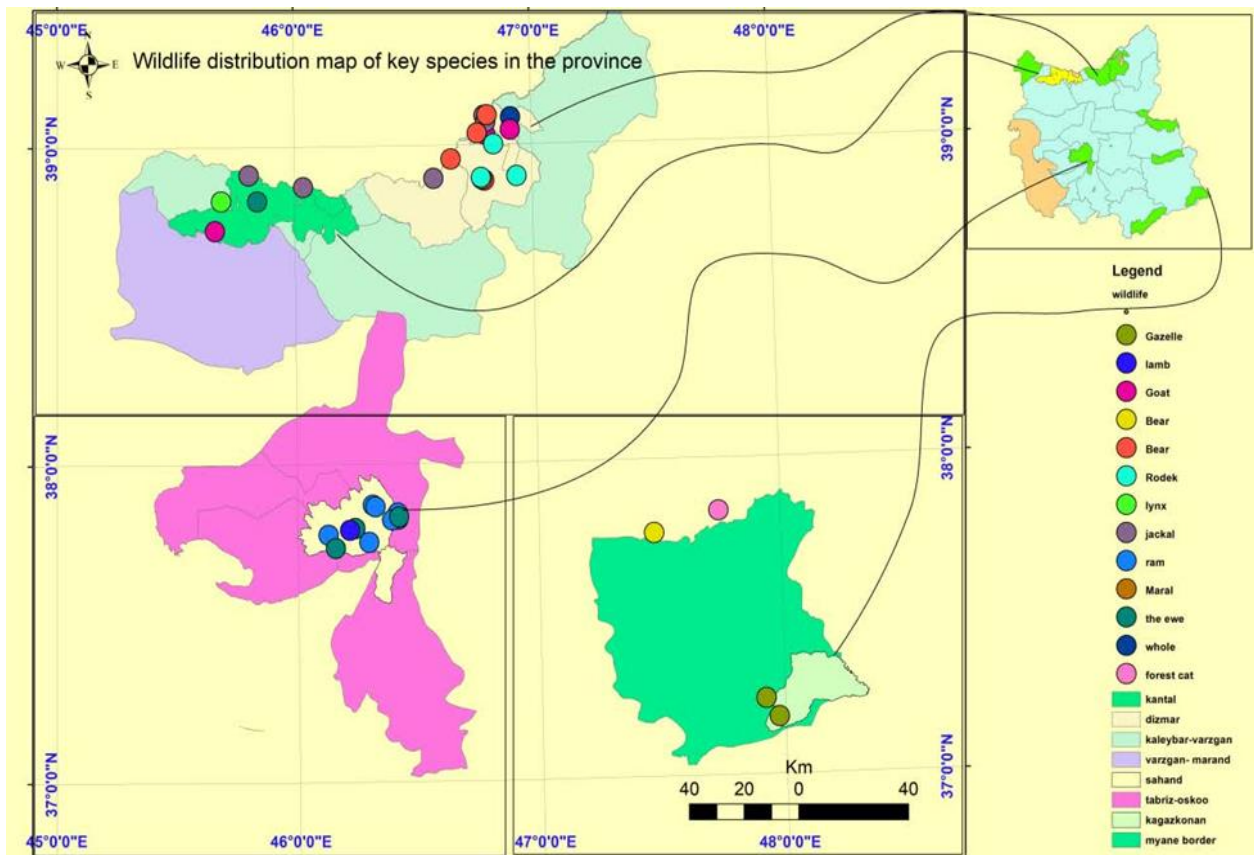 45°0'0"E
46°0'0"E
47°0'0"E
48°0'0"E
N
W E
S
Wildlife distribution map of key species in the province
39°0'0"N
39°0'0"N
38°0'0"N
38°0'0"N
37°0'0"N
37°0'0"N
Km
40 20 0 40
45°0'0"E
46°0'0"E
47°0'0"E
48°0'0"E
Legend
wildlife
Gazelle
lamb
Goat
Bear
Bear
Rodek
lynx
jackal
ram
Maral
the ewe
whole
forest cat
kantal
dizmar
kaleybar-varzgan
varzgan- marand
sahand
tabriz-oskoo
kagazkonan
myane border